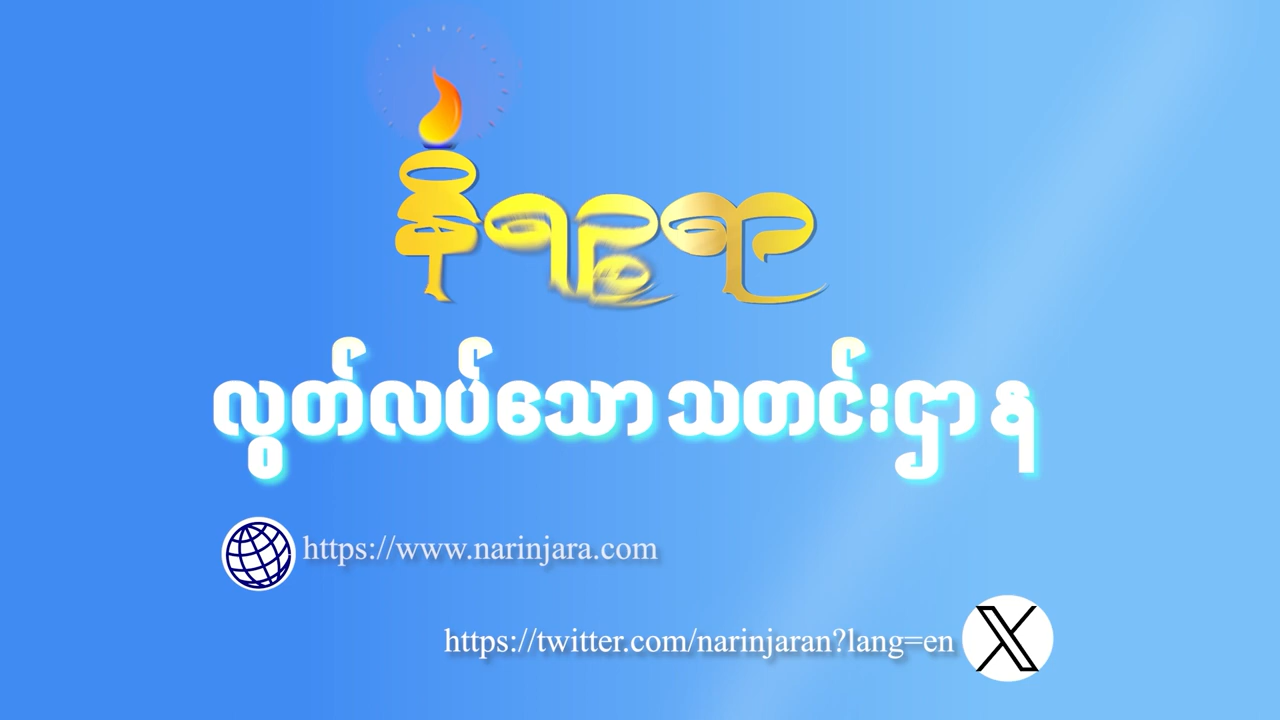 နိရဉ္စရာ
လွတ်လပ်သော သတင်းဌာန
https://www.narinjara.com
https://twitter.com/narinjaran?lang=en